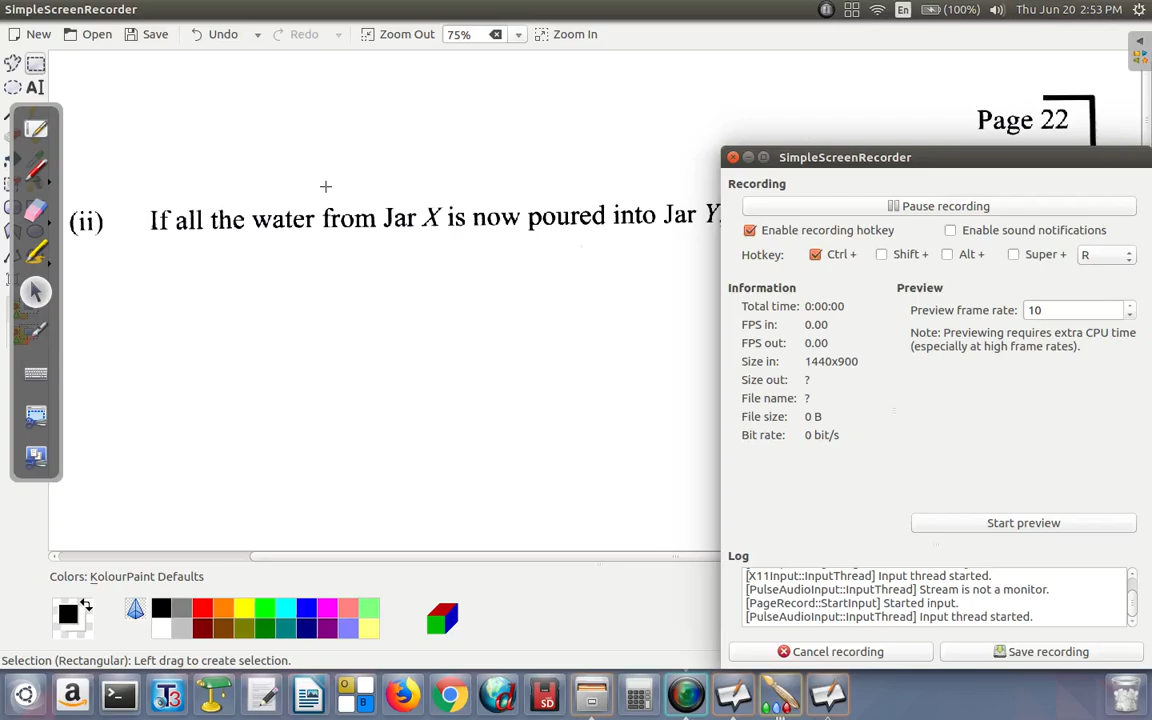 SimpleScreenRecorder
En (100%) Thu Jun 20 2:53 PM
New Open Save Undo Redo Zoom Out 75% Zoom In
Page 22
(ii) If all the water from Jar X is now poured into Jar Y,
SimpleScreenRecorder
Recording
Pause recording
Enable recording hotkey Enable sound notifications
Hotkey: Ctrl + Shift + Alt + Super + R
Information Preview
Total time: 0:00:00
FPS in: 0.00
FPS out: 0.00
Size in: 1440x900
Size out: ?
File name: ?
File size: 0 B
Bit rate: 0 bit/s
Preview frame rate: 10
Note: Previewing requires extra CPU time
(especially at high frame rates).
Start preview
Log
[X11Input::InputThread] Input thread started.
[PulseAudioInput::InputThread] Stream is not a monitor.
[PageRecord::StartInput] Started input.
[PulseAudioInput::InputThread] Input thread started.
Cancel recording Save recording
Colors: KolourPaint Defaults
Selection (Rectangular): Left drag to create selection.